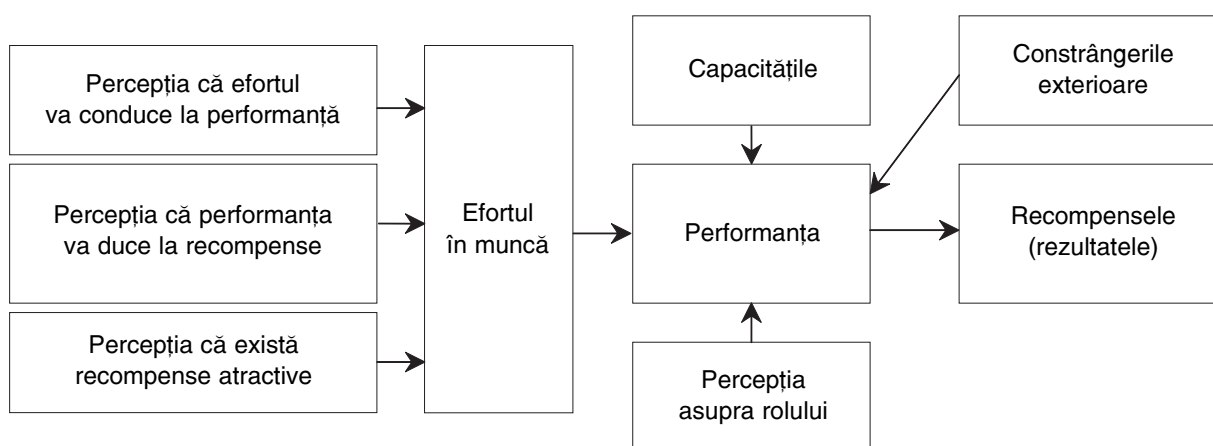 Percepția că efortul
va conduce la performanță
Percepția că performanța
va duce la recompense
Percepția că există
recompense atractive
Efortul
în muncă
Capacitățile
Performanța
Percepția
asupra rolului
Constrângerile
exterioare
Recompensele
(rezultatele)